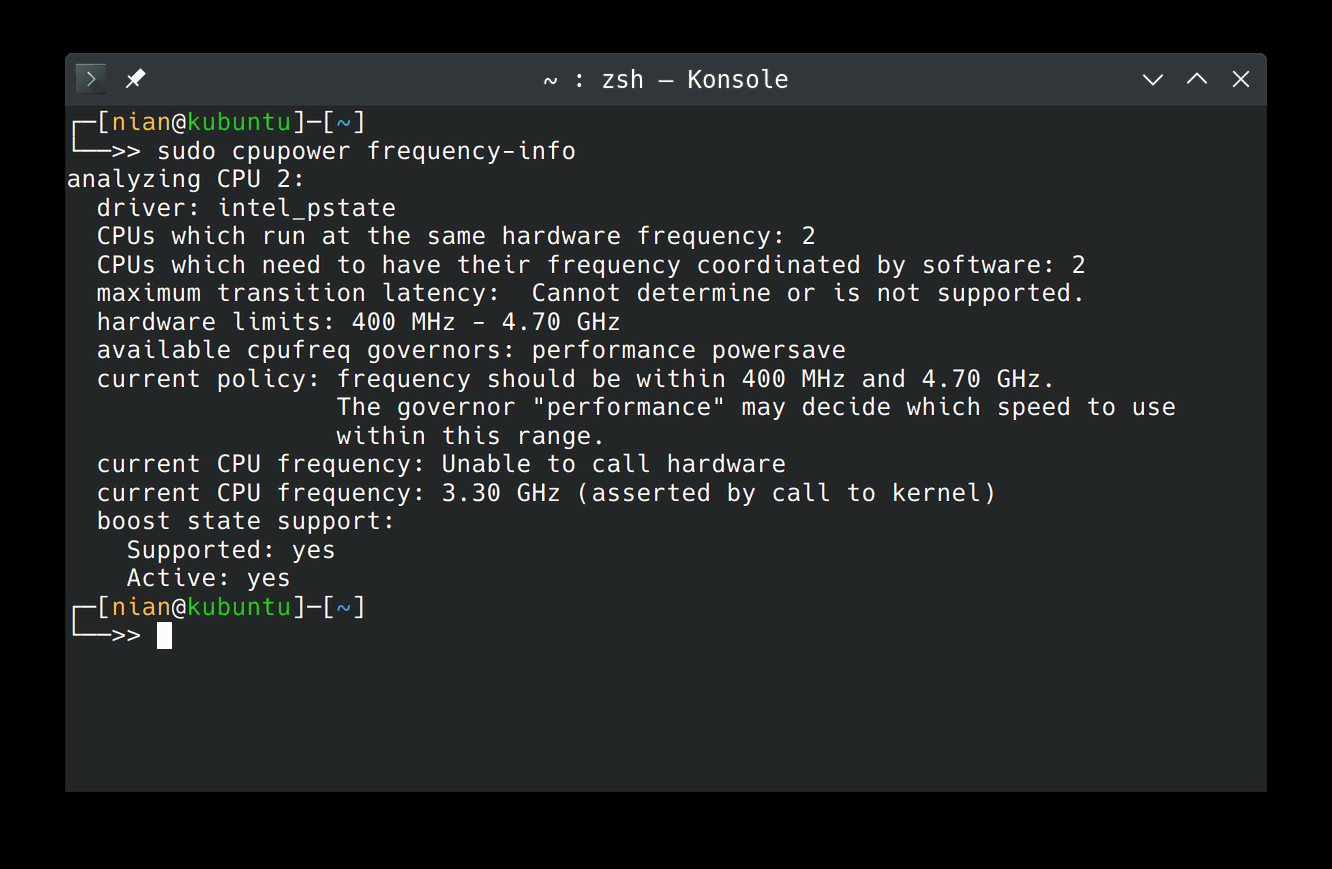 ~ : zsh — Konsole
┌─[nian@kubuntu]─[~]
└──>> sudo cpupower frequency-info
analyzing CPU 2:
  driver: intel_pstate
  CPUs which run at the same hardware frequency: 2
  CPUs which need to have their frequency coordinated by software: 2
  maximum transition latency:  Cannot determine or is not supported.
  hardware limits: 400 MHz - 4.70 GHz
  available cpufreq governors: performance powersave
  current policy: frequency should be within 400 MHz and 4.70 GHz.
                  The governor "performance" may decide which speed to use
                  within this range.
  current CPU frequency: Unable to call hardware
  current CPU frequency: 3.30 GHz (asserted by call to kernel)
  boost state support:
    Supported: yes
    Active: yes
┌─[nian@kubuntu]─[~]
└──>>